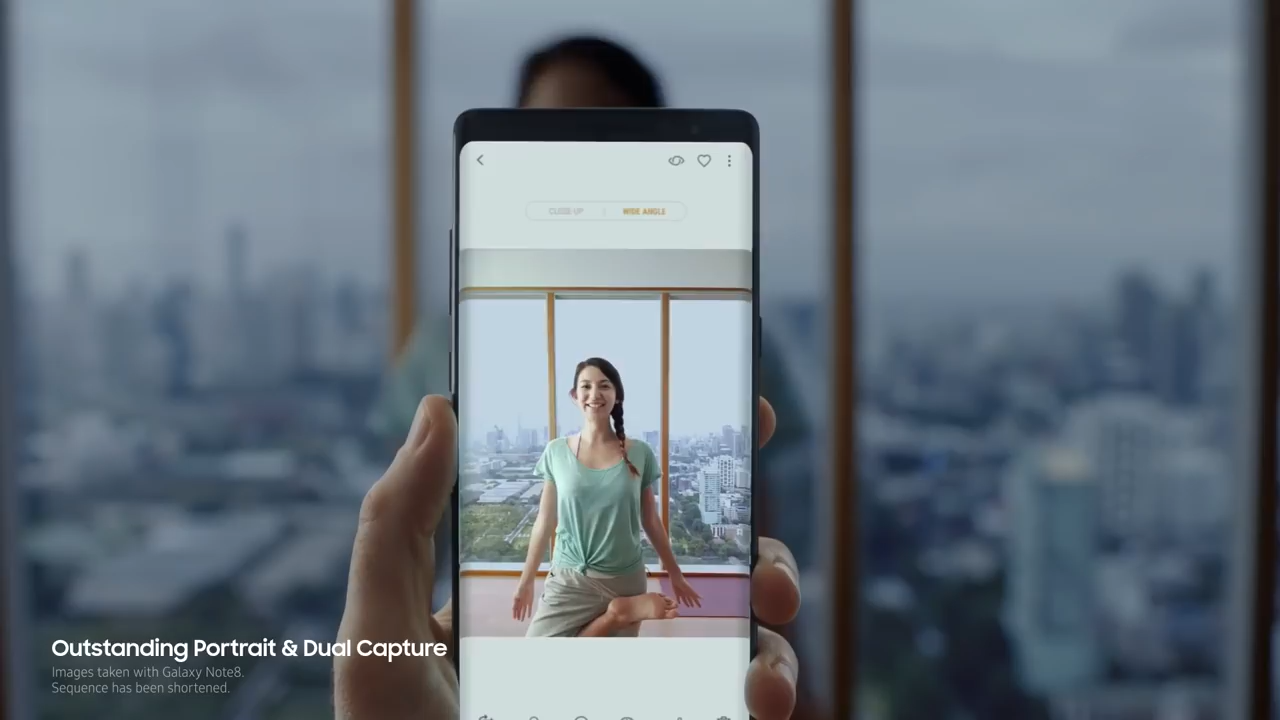 CLOSE-UP | WIDE ANGLE
Outstanding Portrait & Dual Capture
Images taken with Galaxy Note8.
Sequence has been shortened.